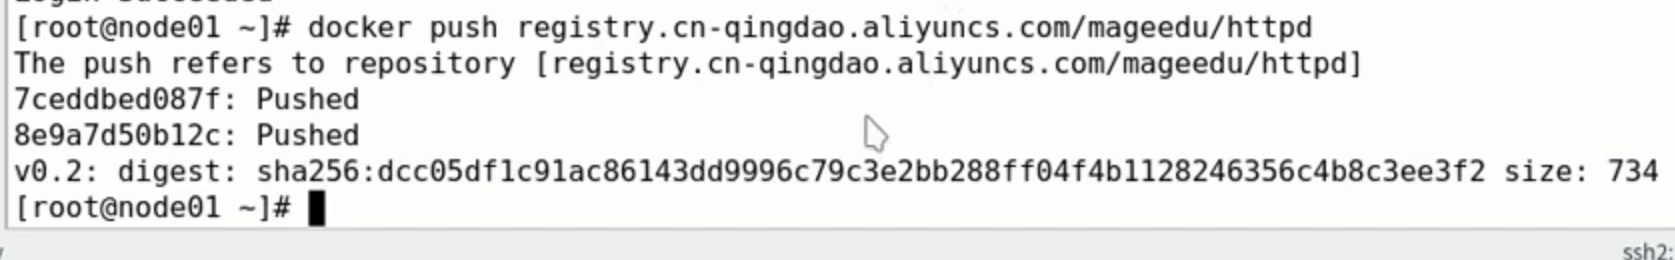 [root@node01 ~]# docker push registry.cn-qingdao.aliyuncs.com/mageedu/httpd
The push refers to repository [registry.cn-qingdao.aliyuncs.com/mageedu/httpd]
7ceddbed087f: Pushed
8e9a7d50b12c: Pushed
v0.2: digest: sha256:dcc05df1c91ac86143dd9996c79c3e2bb288ff04f4b1128246356c4b8c3ee3f2 size: 734
[root@node01 ~]#
ssh2: